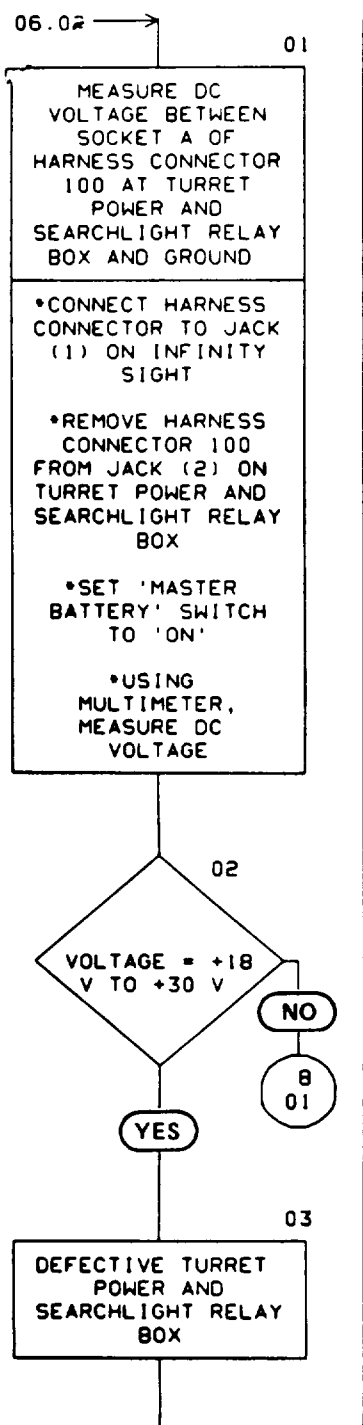 06.02
01
MEASURE DC
VOLTAGE BETWEEN
SOCKET A OF
HARNESS CONNECTOR
100 AT TURRET
POWER AND
SEARCHLIGHT RELAY
BOX AND GROUND
*CONNECT HARNESS
CONNECTOR TO JACK
(1) ON INFINITY
SIGHT
*REMOVE HARNESS
CONNECTOR 100
FROM JACK (2) ON
TURRET POWER AND
SEARCHLIGHT RELAY
BOX
*SET 'MASTER
BATTERY' SWITCH
TO 'ON'
*USING
MULTIMETER,
MEASURE DC
VOLTAGE
02
VOLTAGE = +18
V TO +30 V
NO
B
01
YES
03
DEFECTIVE TURRET
POWER AND
SEARCHLIGHT RELAY
BOX